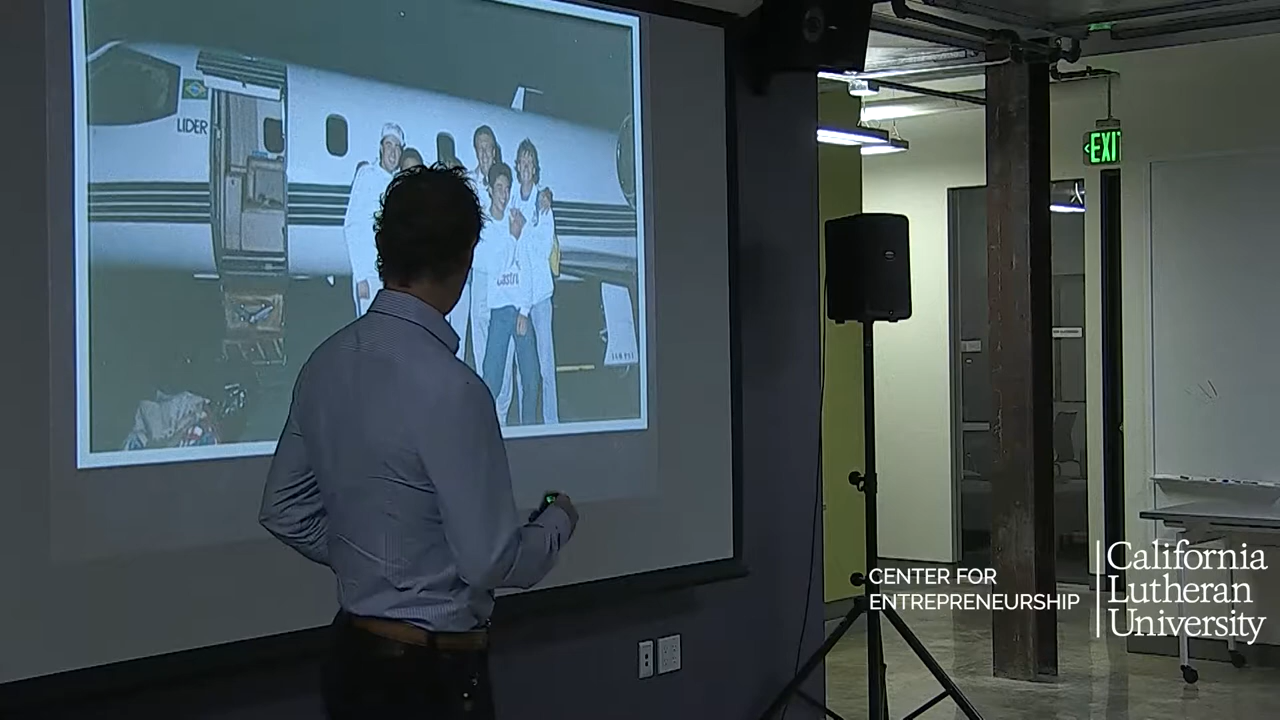 LIDER
Castrol
EXIT
CENTER FOR
ENTREPRENEURSHIP
California
Lutheran
University